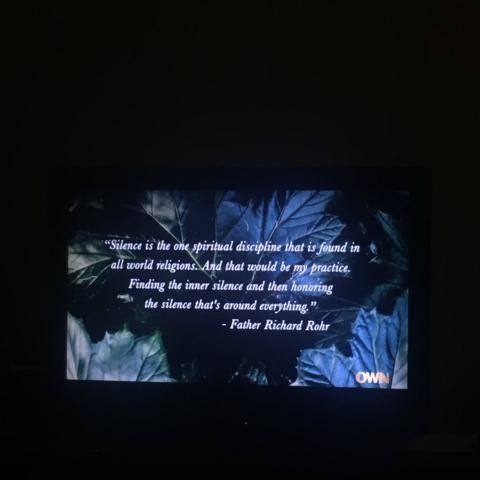 “Silence is the one spiritual discipline that is found in
all world religions. And that would be my practice.
Finding the inner silence and then honoring
the silence that's around everything.”
- Father Richard Rohr
OWN